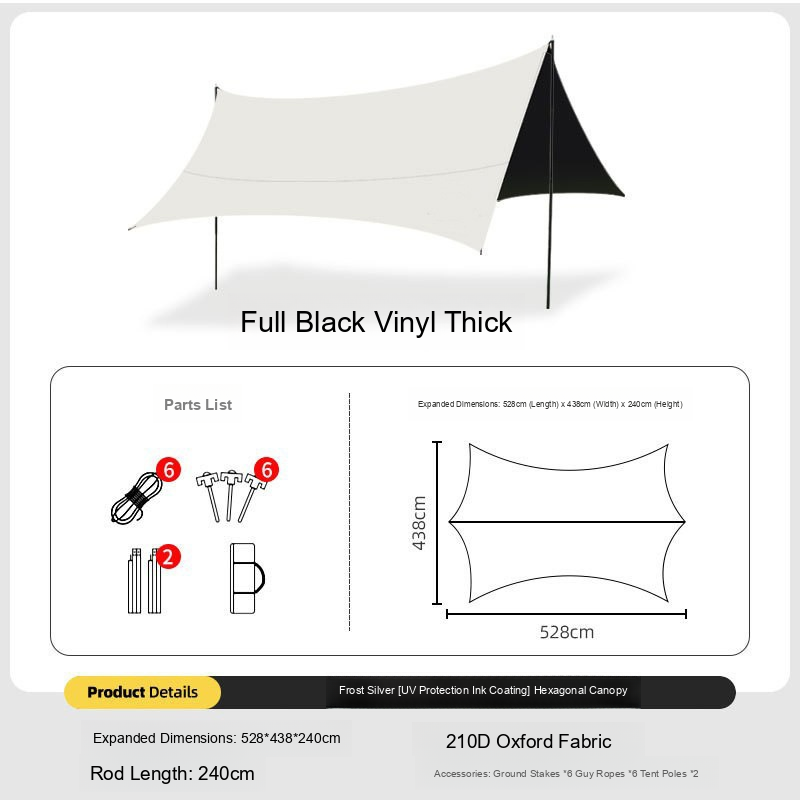 Full Black Vinyl Thick
Parts List
6
6
2
Expanded Dimensions: 528cm (Length) x 438cm (Width) x 240cm (Height)
438cm
528cm
Product Details
Frost Silver [UV Protection Ink Coating] Hexagonal Canopy
Expanded Dimensions: 528*438*240cm
210D Oxford Fabric
Rod Length: 240cm
Accessories: Ground Stakes *6 Guy Ropes *6 Tent Poles *2